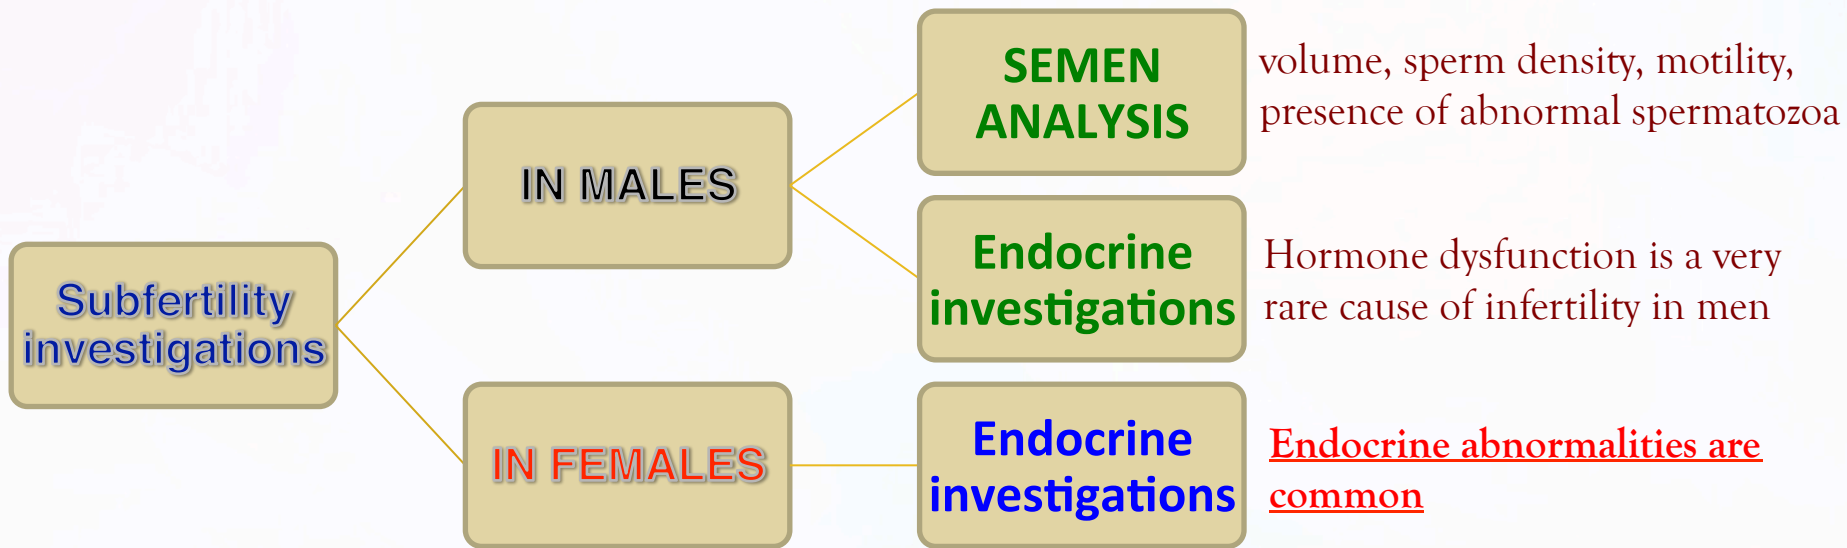 Subfertility
investigations
IN MALES
SEMEN
ANALYSIS
volume, sperm density, motility,
presence of abnormal spermatozoa
Endocrine
investigations
Hormone dysfunction is a very
rare cause of infertility in men
IN FEMALES
Endocrine
investigations
Endocrine abnormalities are
common